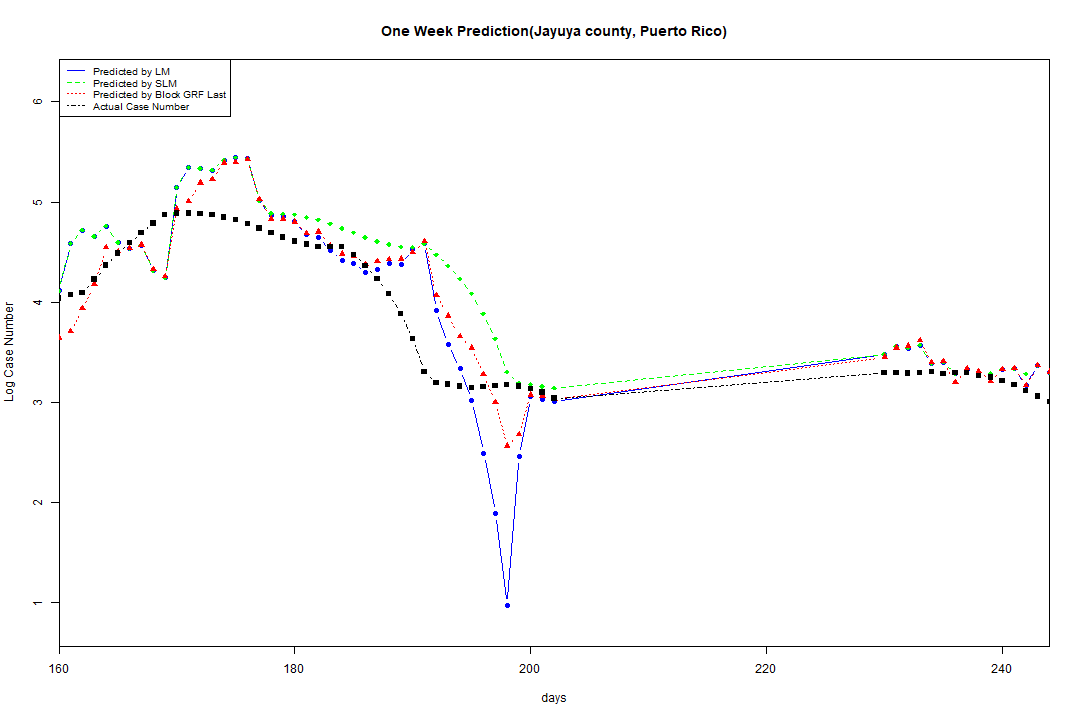 One Week Prediction(Jayuya county, Puerto Rico)
Predicted by LM
Predicted by SLM
Predicted by Block GRF Last
Actual Case Number
Log Case Number
6
5
4
3
2
1
160 180 200 220 240
days